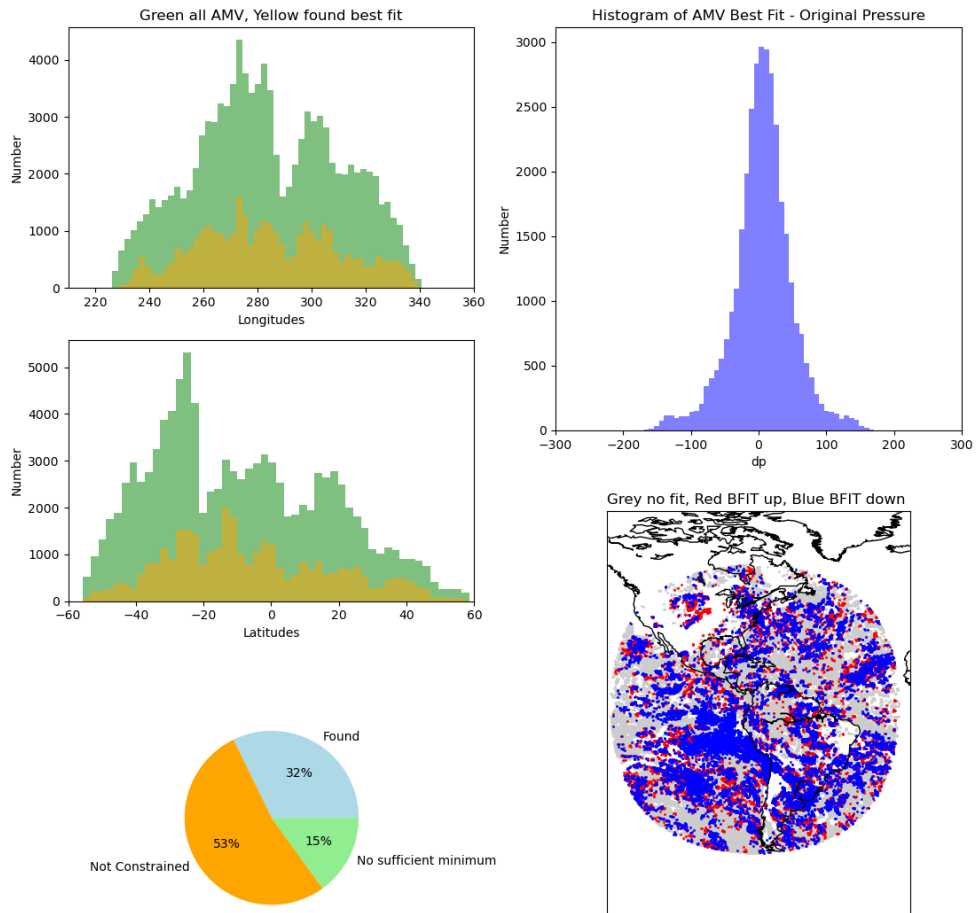 Green all AMV, Yellow found best fit
4000
3000
2000
1000
0
Number
220 240 260 280 300 320 340 360
Longitudes
5000
4000
3000
2000
1000
0
Number
−60 −40 −20 0 20 40 60
Latitudes
Found
32%
53%
15%
Not Constrained
No sufficient minimum
Histogram of AMV Best Fit - Original Pressure
3000
2500
2000
1500
1000
500
0
Number
−300 −200 −100 0 100 200 300
dp
Grey no fit, Red BFIT up, Blue BFIT down